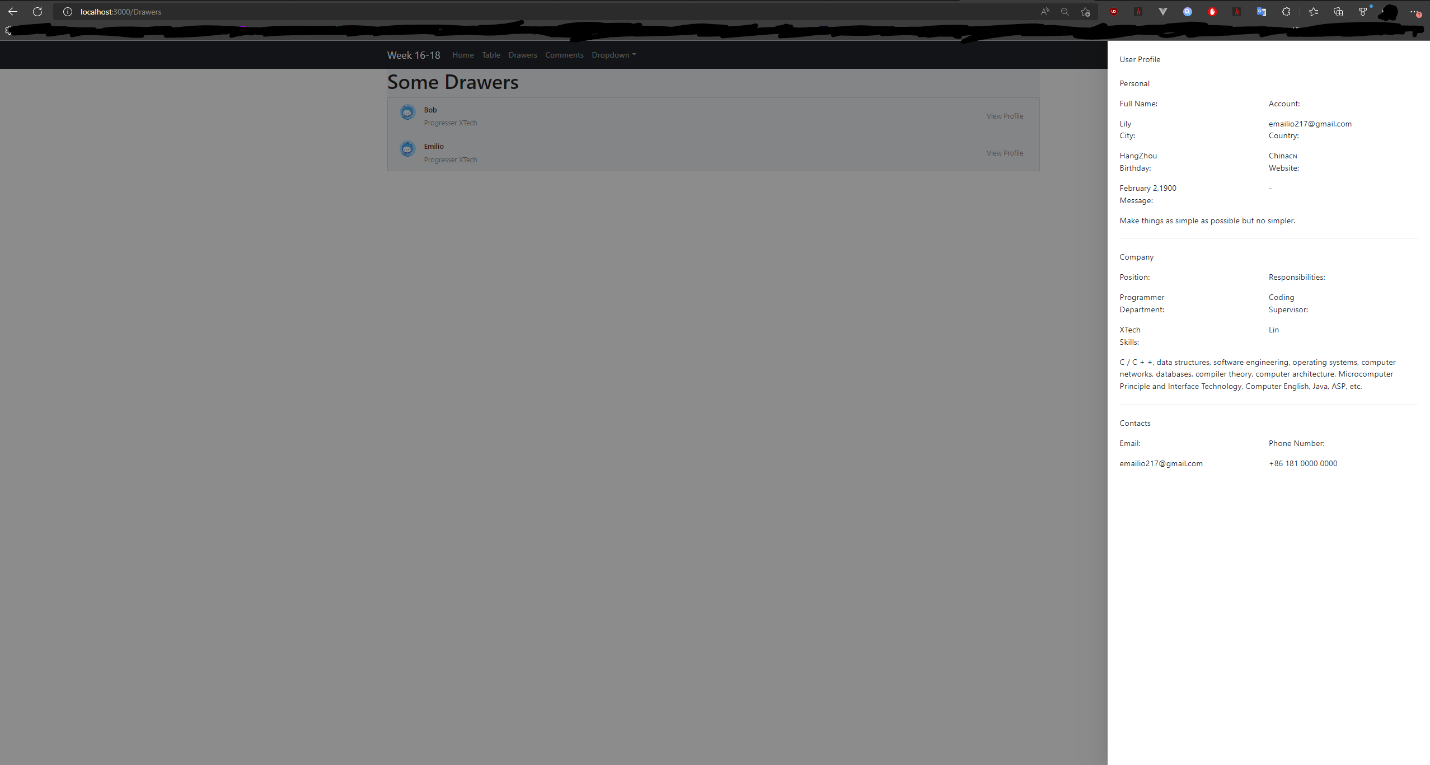 localhost:3000/Drawers
Week 16-18 Home Table Drawers Comments Dropdown
Some Drawers
Bob
Progresser XTech
View Profile
Emilio
Progresser XTech
View Profile
User Profile
Personal
Full Name: Account:
Lily emailio217@gmail.com
City: Country:
HangZhou China🇨🇳
Birthday: Website:
February 2,1900 -
Message:
Make things as simple as possible but no simpler.
Company
Position: Responsibilities:
Programmer Coding
Department: Supervisor:
XTech Lin
Skills:
C / C + +, data structures, software engineering, operating systems, computer
networks, databases, compiler theory, computer architecture, Microcomputer
Principle and Interface Technology, Computer English, Java, ASP, etc.
Contacts
Email: Phone Number:
emailio217@gmail.com +86 181 0000 0000